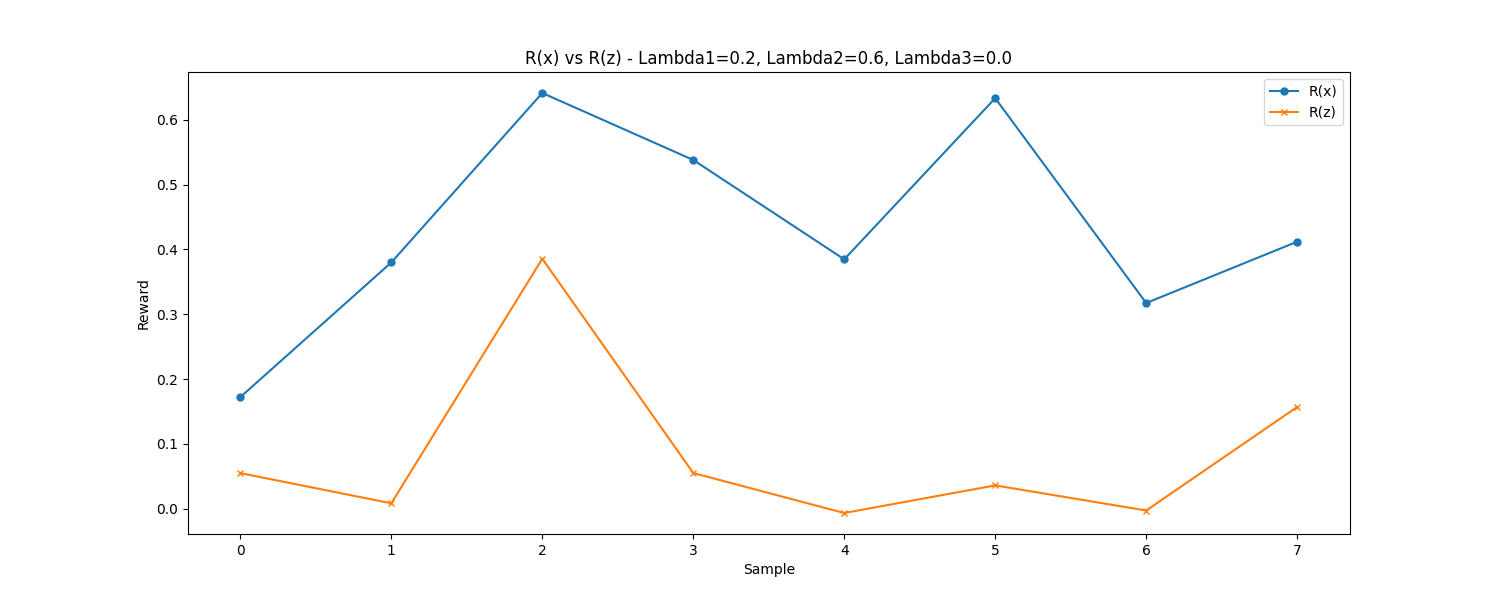 R(x) vs R(z) - Lambda1=0.2, Lambda2=0.6, Lambda3=0.0
R(x)
R(z)
0.6
0.5
0.4
0.3
0.2
0.1
0.0
Reward
0 1 2 3 4 5 6 7
Sample